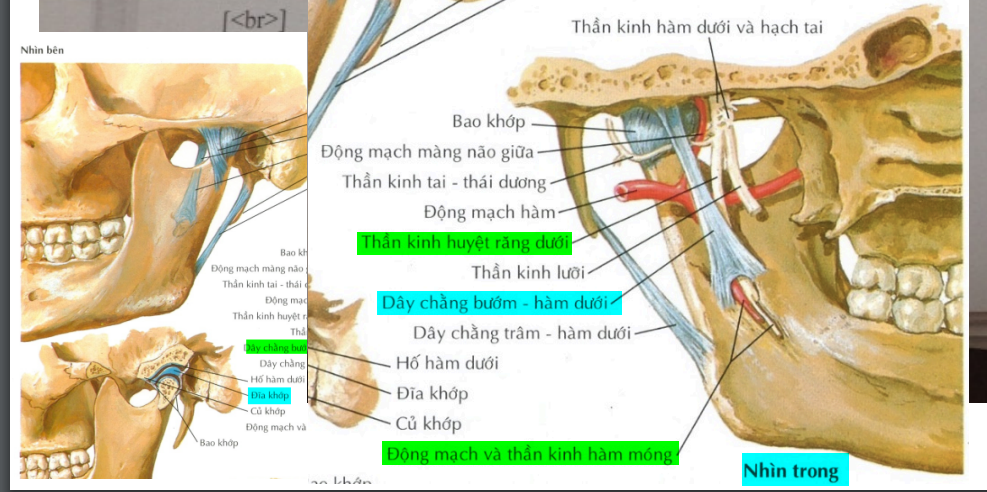 [<br>]
Nhìn bên
Bao kh
Động mạch màng não
Thần kinh tai - thái
Động mạc
Thần kinh huyệt
Thầ
Dây chằng bướ
Dây chằng
Hố hàm dưới
Đĩa khớp
Củ khớp
Động mạch và
Bao khớp
Thần kinh hàm dưới và hạch tai
Bao khớp
Động mạch màng não giữa
Thần kinh tai - thái dương
Động mạch hàm
Thần kinh huyệt răng dưới
Thần kinh lưỡi
Dây chằng bướm - hàm dưới
Dây chằng trâm - hàm dưới
Hố hàm dưới
Đĩa khớp
Củ khớp
Động mạch và thần kinh hàm móng
Nhìn trong